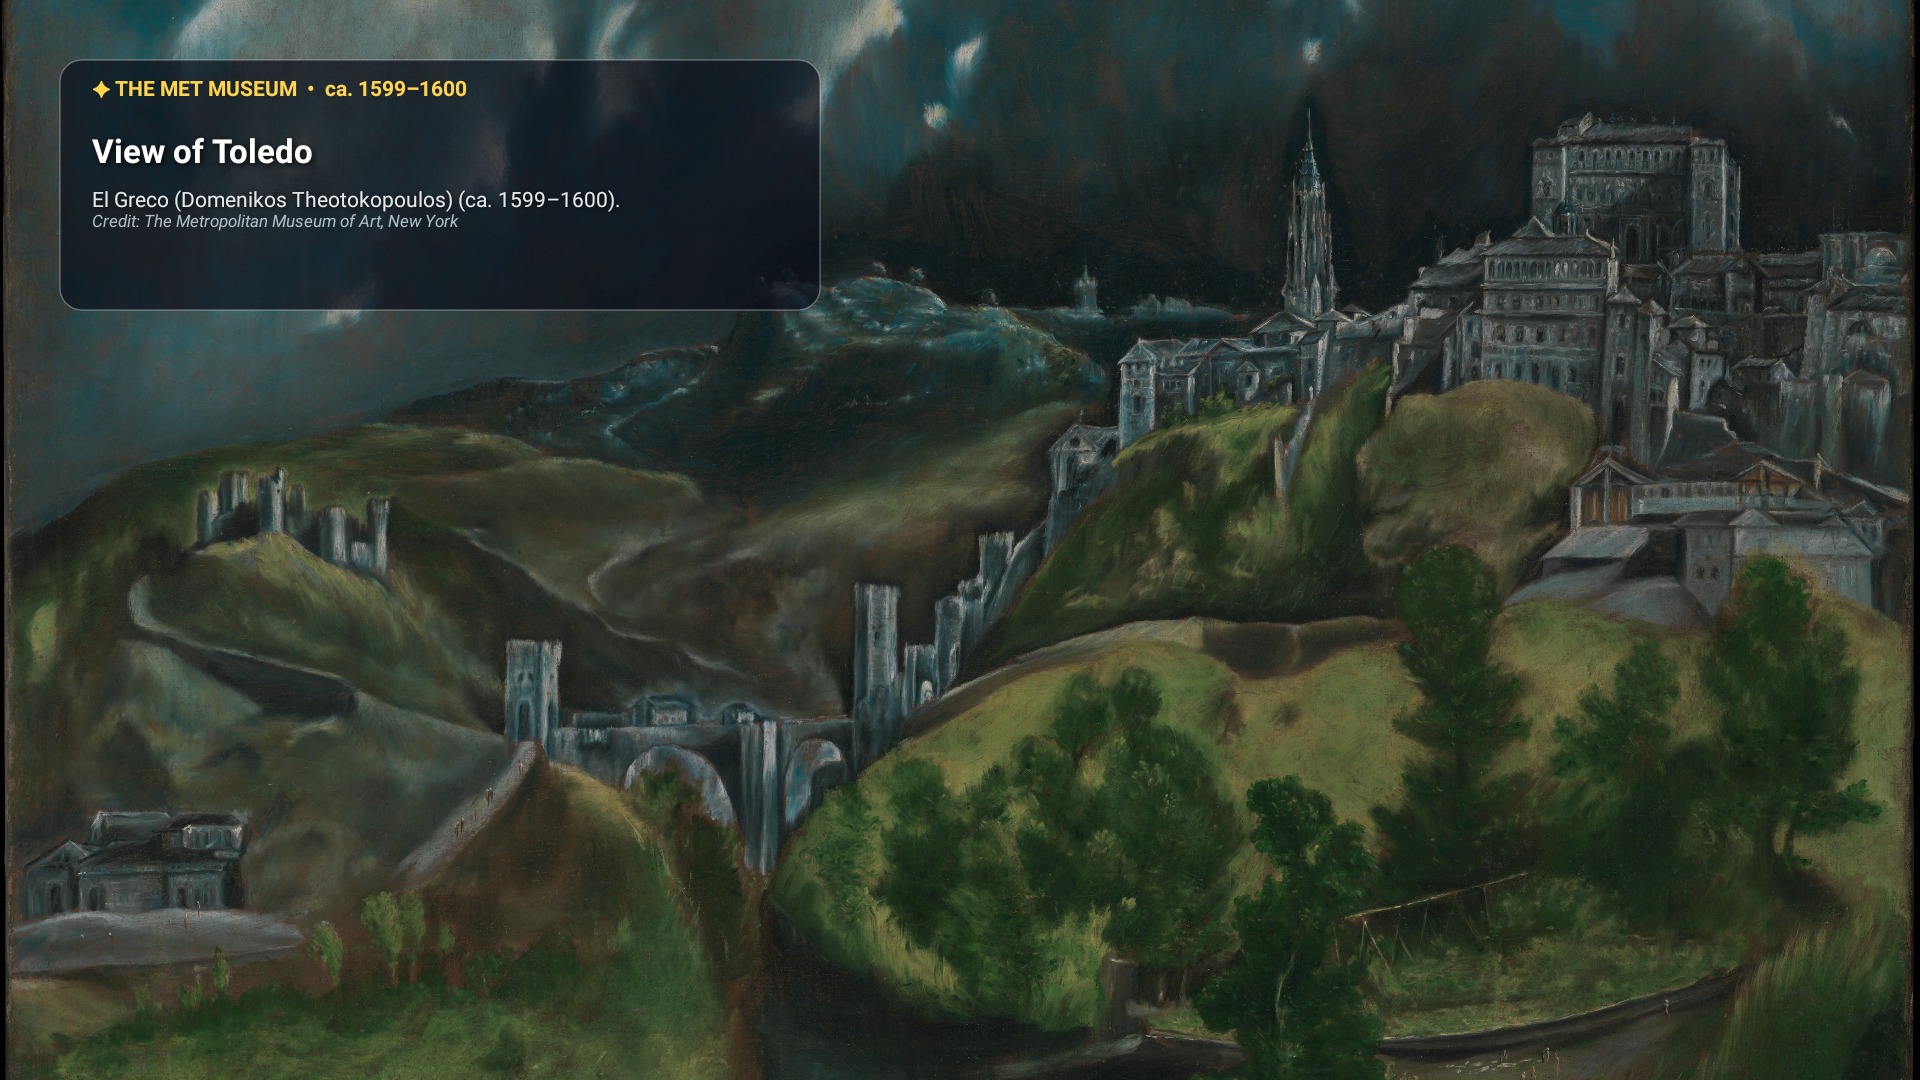 ✦ THE MET MUSEUM • ca. 1599–1600
View of Toledo
El Greco (Domenikos Theotokopoulos) (ca. 1599–1600).
Credit: The Metropolitan Museum of Art, New York